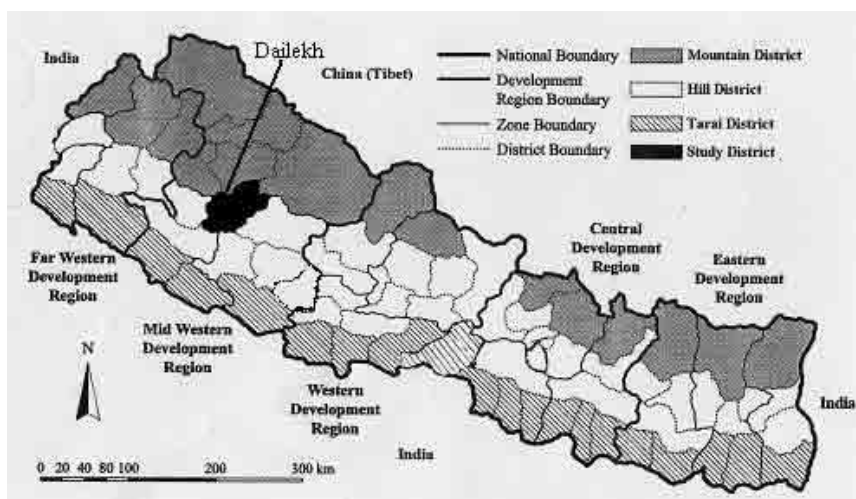 Dailekh
India
China (Tibet)
National Boundary
Development
Region Boundary
Zone Boundary
District Boundary
Mountain District
Hill District
Tarai District
Study District
Far Western
Development
Region
Mid Western
Development
Region
Western
Development
Region
Central
Development
Region
Eastern
Development
Region
India
India
N
0 20 40 60 80 100 200 300 km